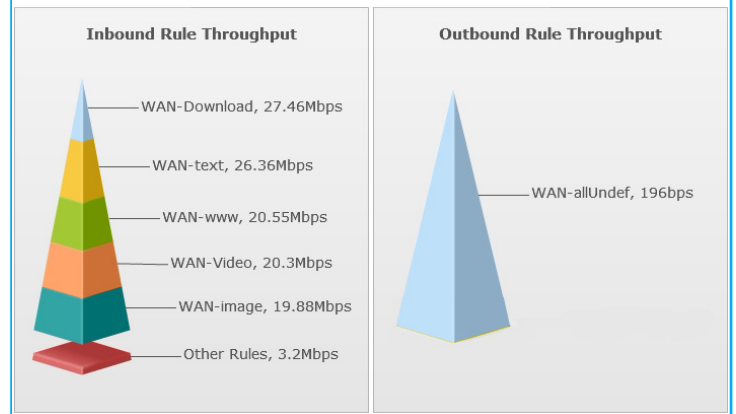 Inbound Rule Throughput
WAN-Download, 27.46Mbps
WAN-text, 26.36Mbps
WAN-www, 20.55Mbps
WAN-Video, 20.3Mbps
WAN-image, 19.88Mbps
Other Rules, 3.2Mbps
Outbound Rule Throughput
WAN-allUndef, 196bps